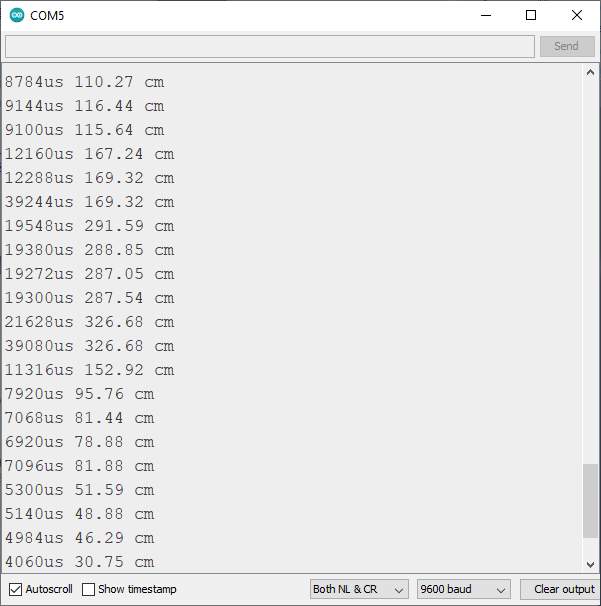 COM5
Send
8784us 110.27 cm
9144us 116.44 cm
9100us 115.64 cm
12160us 167.24 cm
12288us 169.32 cm
39244us 169.32 cm
19548us 291.59 cm
19380us 288.85 cm
19272us 287.05 cm
19300us 287.54 cm
21628us 326.68 cm
39080us 326.68 cm
11316us 152.92 cm
7920us 95.76 cm
7068us 81.44 cm
6920us 78.88 cm
7096us 81.88 cm
5300us 51.59 cm
5140us 48.88 cm
4984us 46.29 cm
4060us 30.75 cm
Autoscroll Show timestamp Both NL & CR 9600 baud Clear output